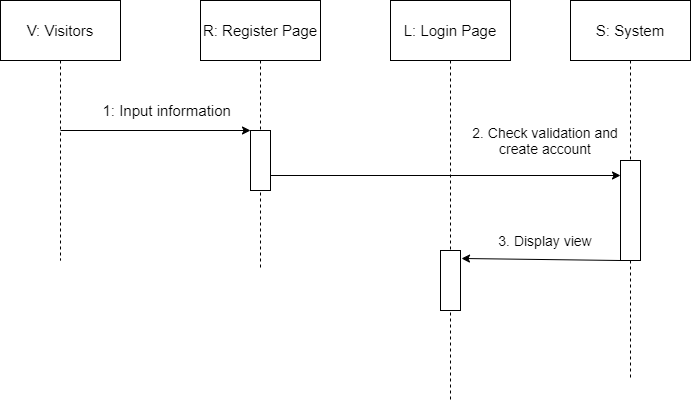 V: Visitors
R: Register Page
L: Login Page
S: System
1: Input information
2. Check validation and
create account
3. Display view